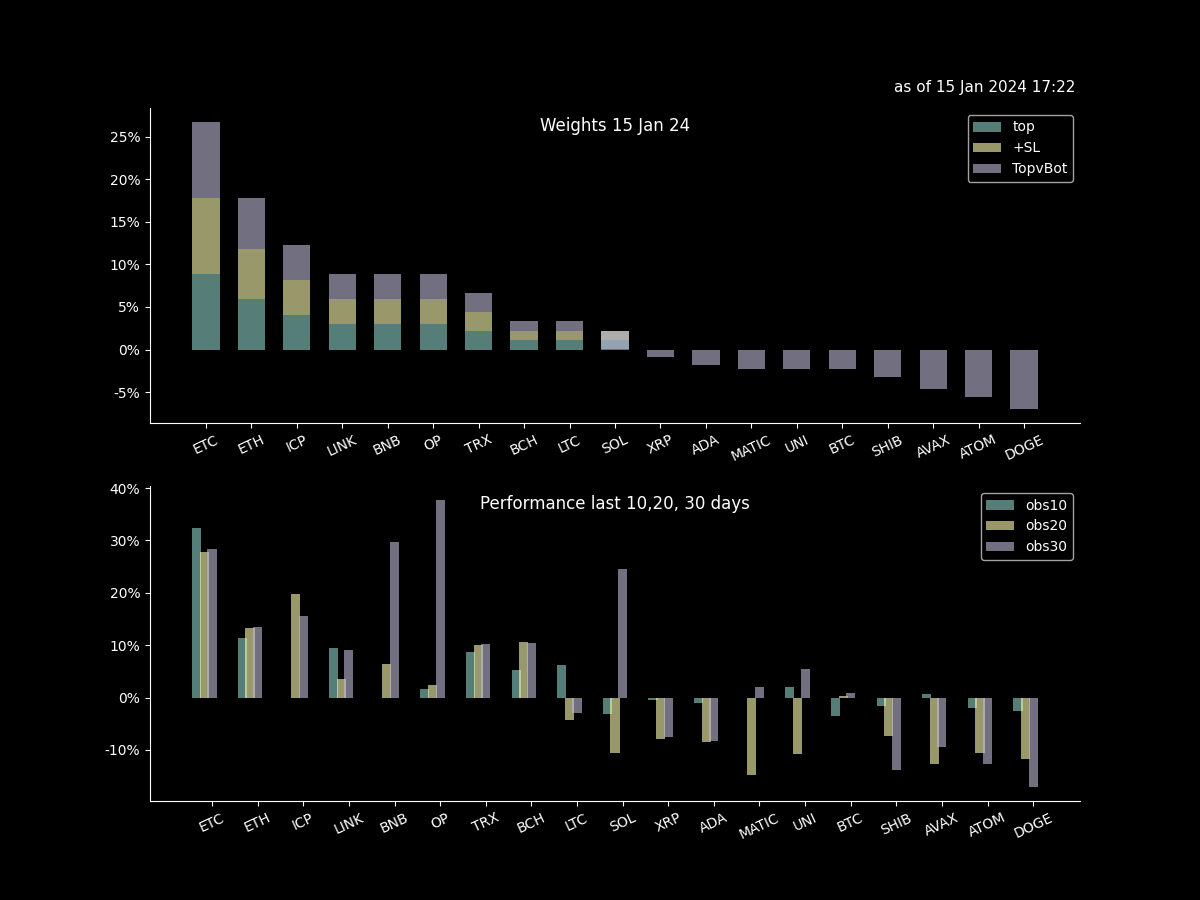 as of 15 Jan 2024 17:22
Weights 15 Jan 24
top
+SL
TopvBot
25%
20%
15%
10%
5%
0%
-5%
ETC ETH ICP LINK BNB OP TRX BCH LTC SOL XRP ADA MATIC UNI BTC SHIB AVAX ATOM DOGE
Performance last 10,20, 30 days
obs10
obs20
obs30
40%
30%
20%
10%
0%
-10%
ETC ETH ICP LINK BNB OP TRX BCH LTC SOL XRP ADA MATIC UNI BTC SHIB AVAX ATOM DOGE